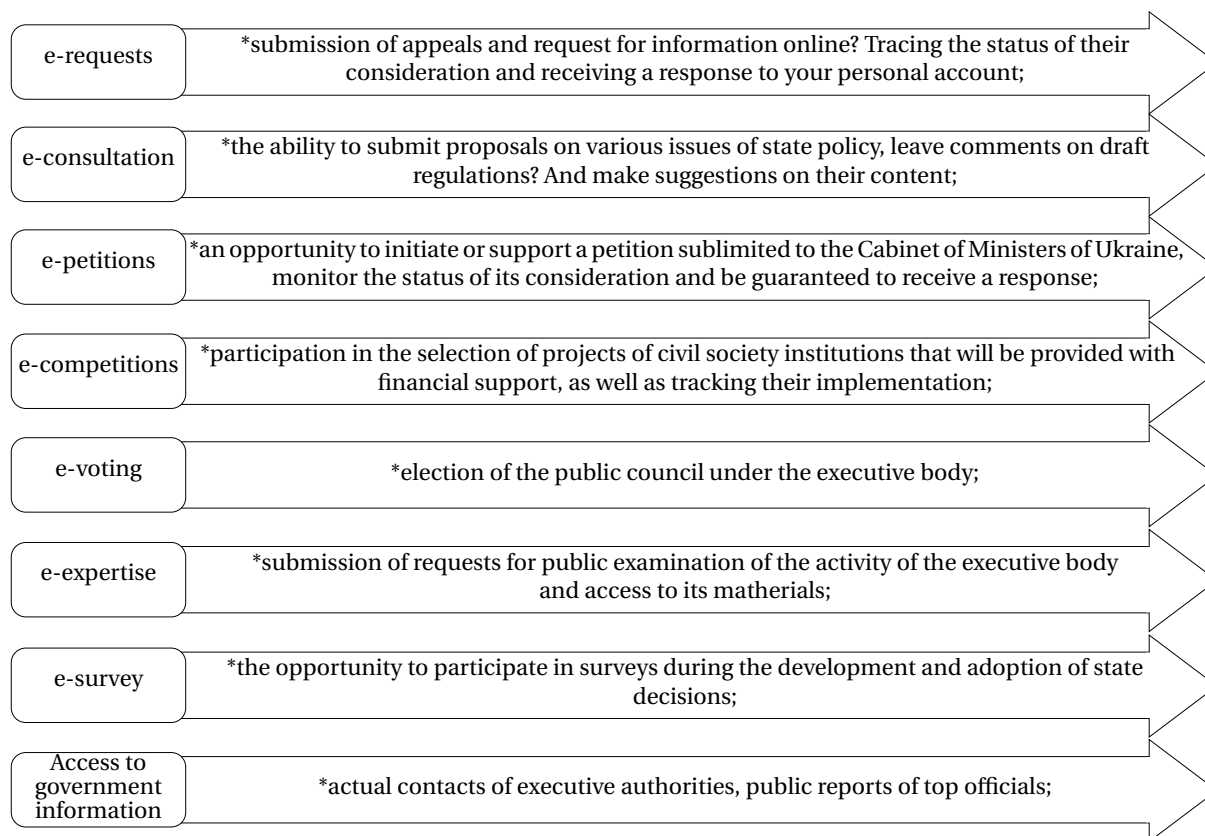 e-requests
*submission of appeals and request for information online? Tracing the status of their
consideration and receiving a response to your personal account;
e-consultation
*the ability to submit proposals on various issues of state policy, leave comments on draft
regulations? And make suggestions on their content;
e-petitions
*an opportunity to initiate or support a petition sublimited to the Cabinet of Ministers of Ukraine,
monitor the status of its consideration and be guaranteed to receive a response;
e-competitions
*participation in the selection of projects of civil society institutions that will be provided with
financial support, as well as tracking their implementation;
e-voting
*election of the public council under the executive body;
e-expertise
*submission of requests for public examination of the activity of the executive body
and access to its matherials;
e-survey
*the opportunity to participate in surveys during the development and adoption of state
decisions;
Access to
government
information
*actual contacts of executive authorities, public reports of top officials;